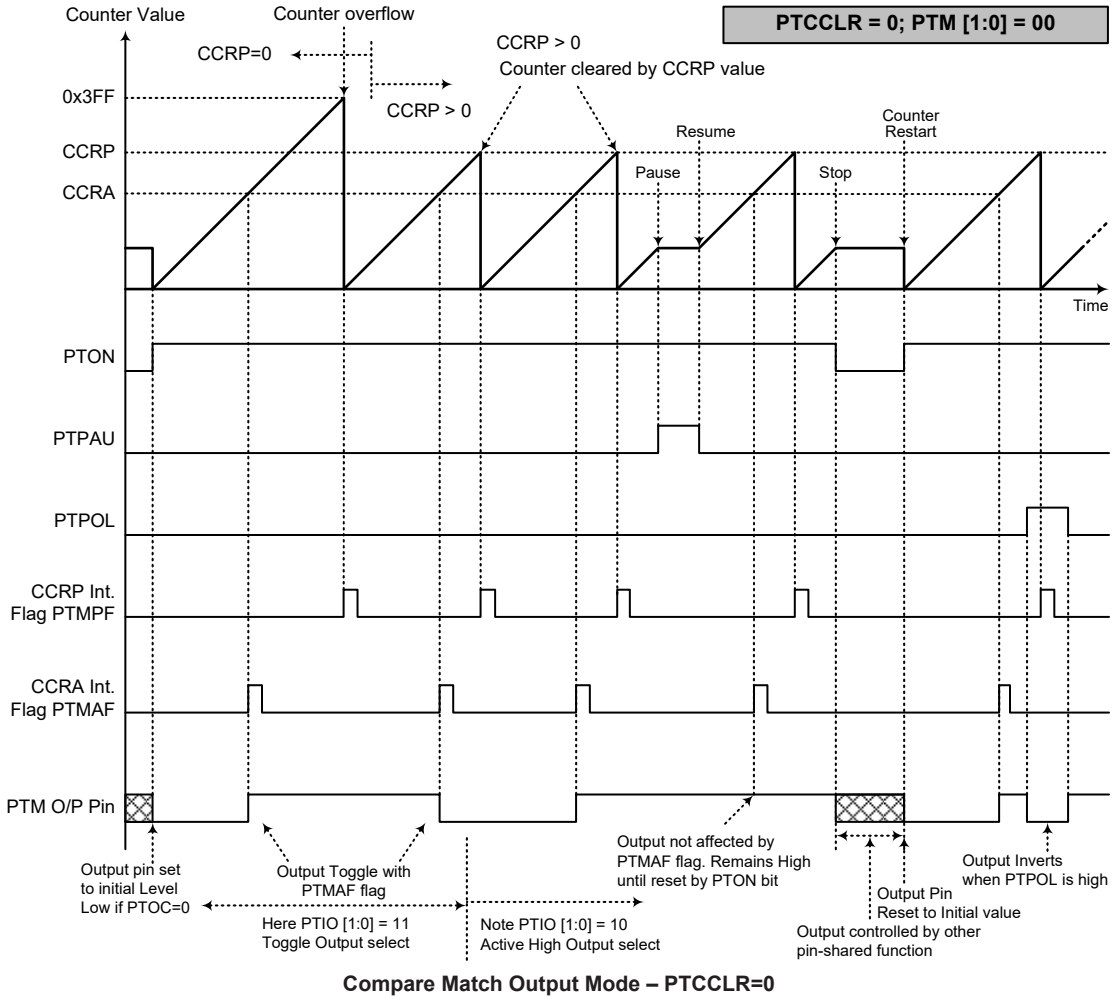 Counter Value
Counter overflow
PTCCLR = 0; PTM [1:0] = 00
CCRP=0
CCRP > 0
CCRP > 0
Counter cleared by CCRP value
0x3FF
CCRP
CCRA
Pause
Resume
Stop
Counter
Restart
Time
PTON
PTPAU
PTPOL
CCRP Int.
Flag PTMPF
CCRA Int.
Flag PTMAF
PTM O/P Pin
Output pin set
to initial Level
Low if PTOC=0
Output Toggle with
PTMAF flag
Here PTIO [1:0] = 11
Toggle Output select
Note PTIO [1:0] = 10
Active High Output select
Output not affected by
PTMAF flag. Remains High
until reset by PTON bit
Output Pin
Reset to Initial value
Output controlled by other
pin-shared function
Output Inverts
when PTPOL is high
Compare Match Output Mode – PTCCLR=0